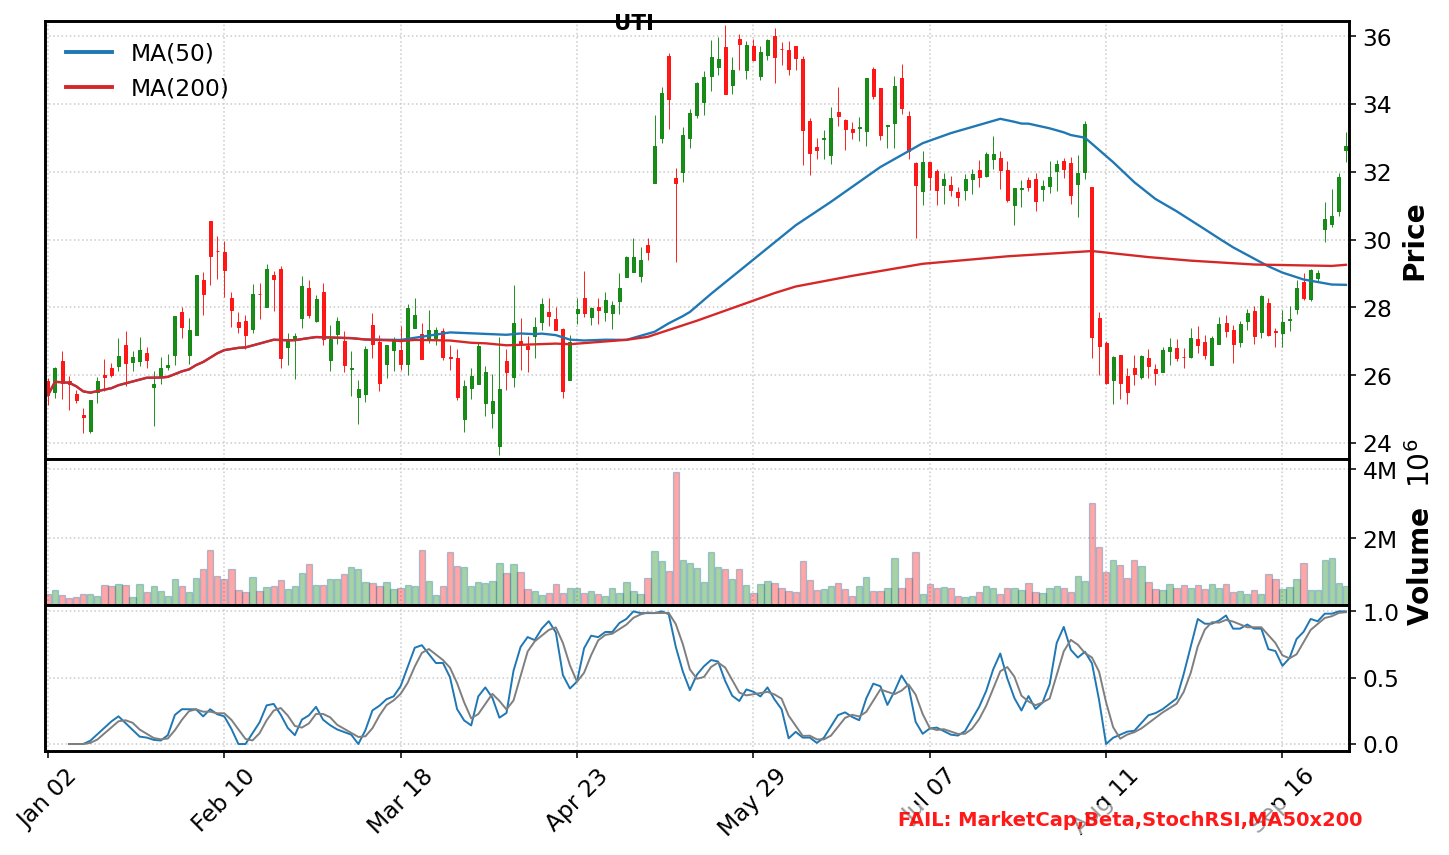 UTI
MA(50)
MA(200)
36
34
32
30
28
26
24
Price
10^6
4M
2M
Volume
1.0
0.5
0.0
Jan 02
Feb 10
Mar 18
Apr 23
May 29
Jul 07
Aug 11
Sep 16
FAIL: MarketCap,Beta,StochRSI,MA50x200